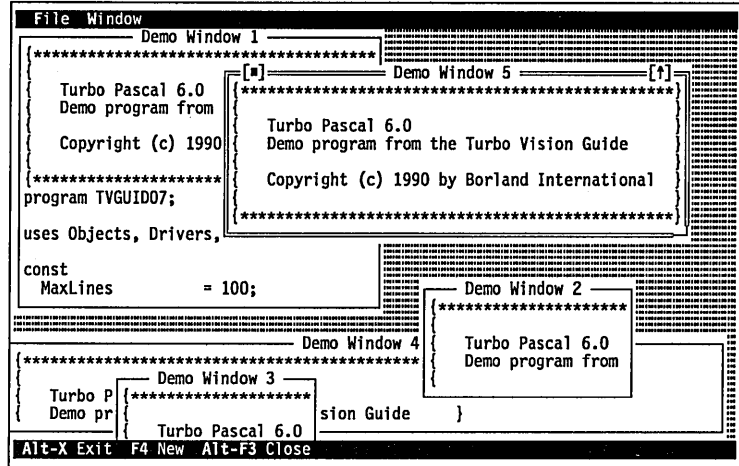 File Window
Demo Window 1
{************************************
Turbo Pascal 6.0
Demo program from
Copyright (c) 1990
{********************
program TVGUID07;
uses Objects, Drivers,
const
MaxLines = 100;
[■] Demo Window 5 [↑]
{*********************************************}
Turbo Pascal 6.0
Demo program from the Turbo Vision Guide
Copyright (c) 1990 by Borland International
{*********************************************}
Demo Window 2
{********************
Turbo Pascal 6.0
Demo program from
Demo Window 4
{******************************************
Turbo P
Demo pr sion Guide }
Demo Window 3
{*******************
Turbo Pascal 6.0
Alt-X Exit F4 New Alt-F3 Close